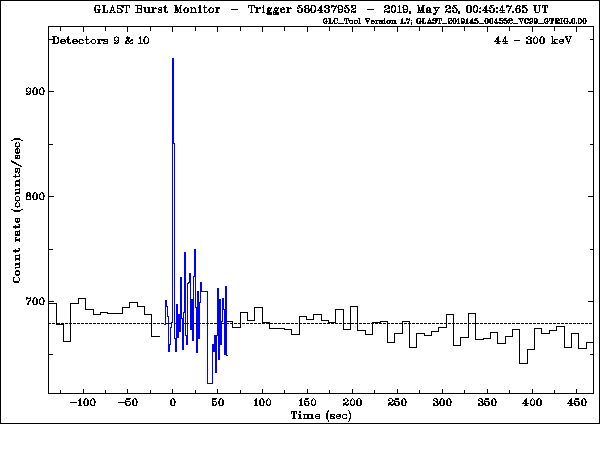 GLAST Burst Monitor - Trigger 580437952 - 2019, May 25, 00:45:47.65 UT
GLC_Tool Version 1.7; GLAST_2019145_004552_VC09_GTRIG.0.00
Detectors 9 & 10
44 - 300 keV
Count rate (counts/sec)
900
800
700
-100 -50 0 50 100 150 200 250 300 350 400 450
Time (sec)